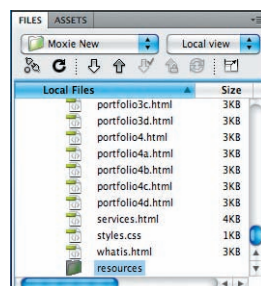 FILES ASSETS
Moxie New Local view
Local Files Size
portfolio3c.html 3KB
portfolio3d.html 3KB
portfolio4.html 3KB
portfolio4a.html 3KB
portfolio4b.html 3KB
portfolio4c.html 3KB
portfolio4d.html 3KB
services.html 4KB
styles.css 1KB
whatis.html 3KB
resources